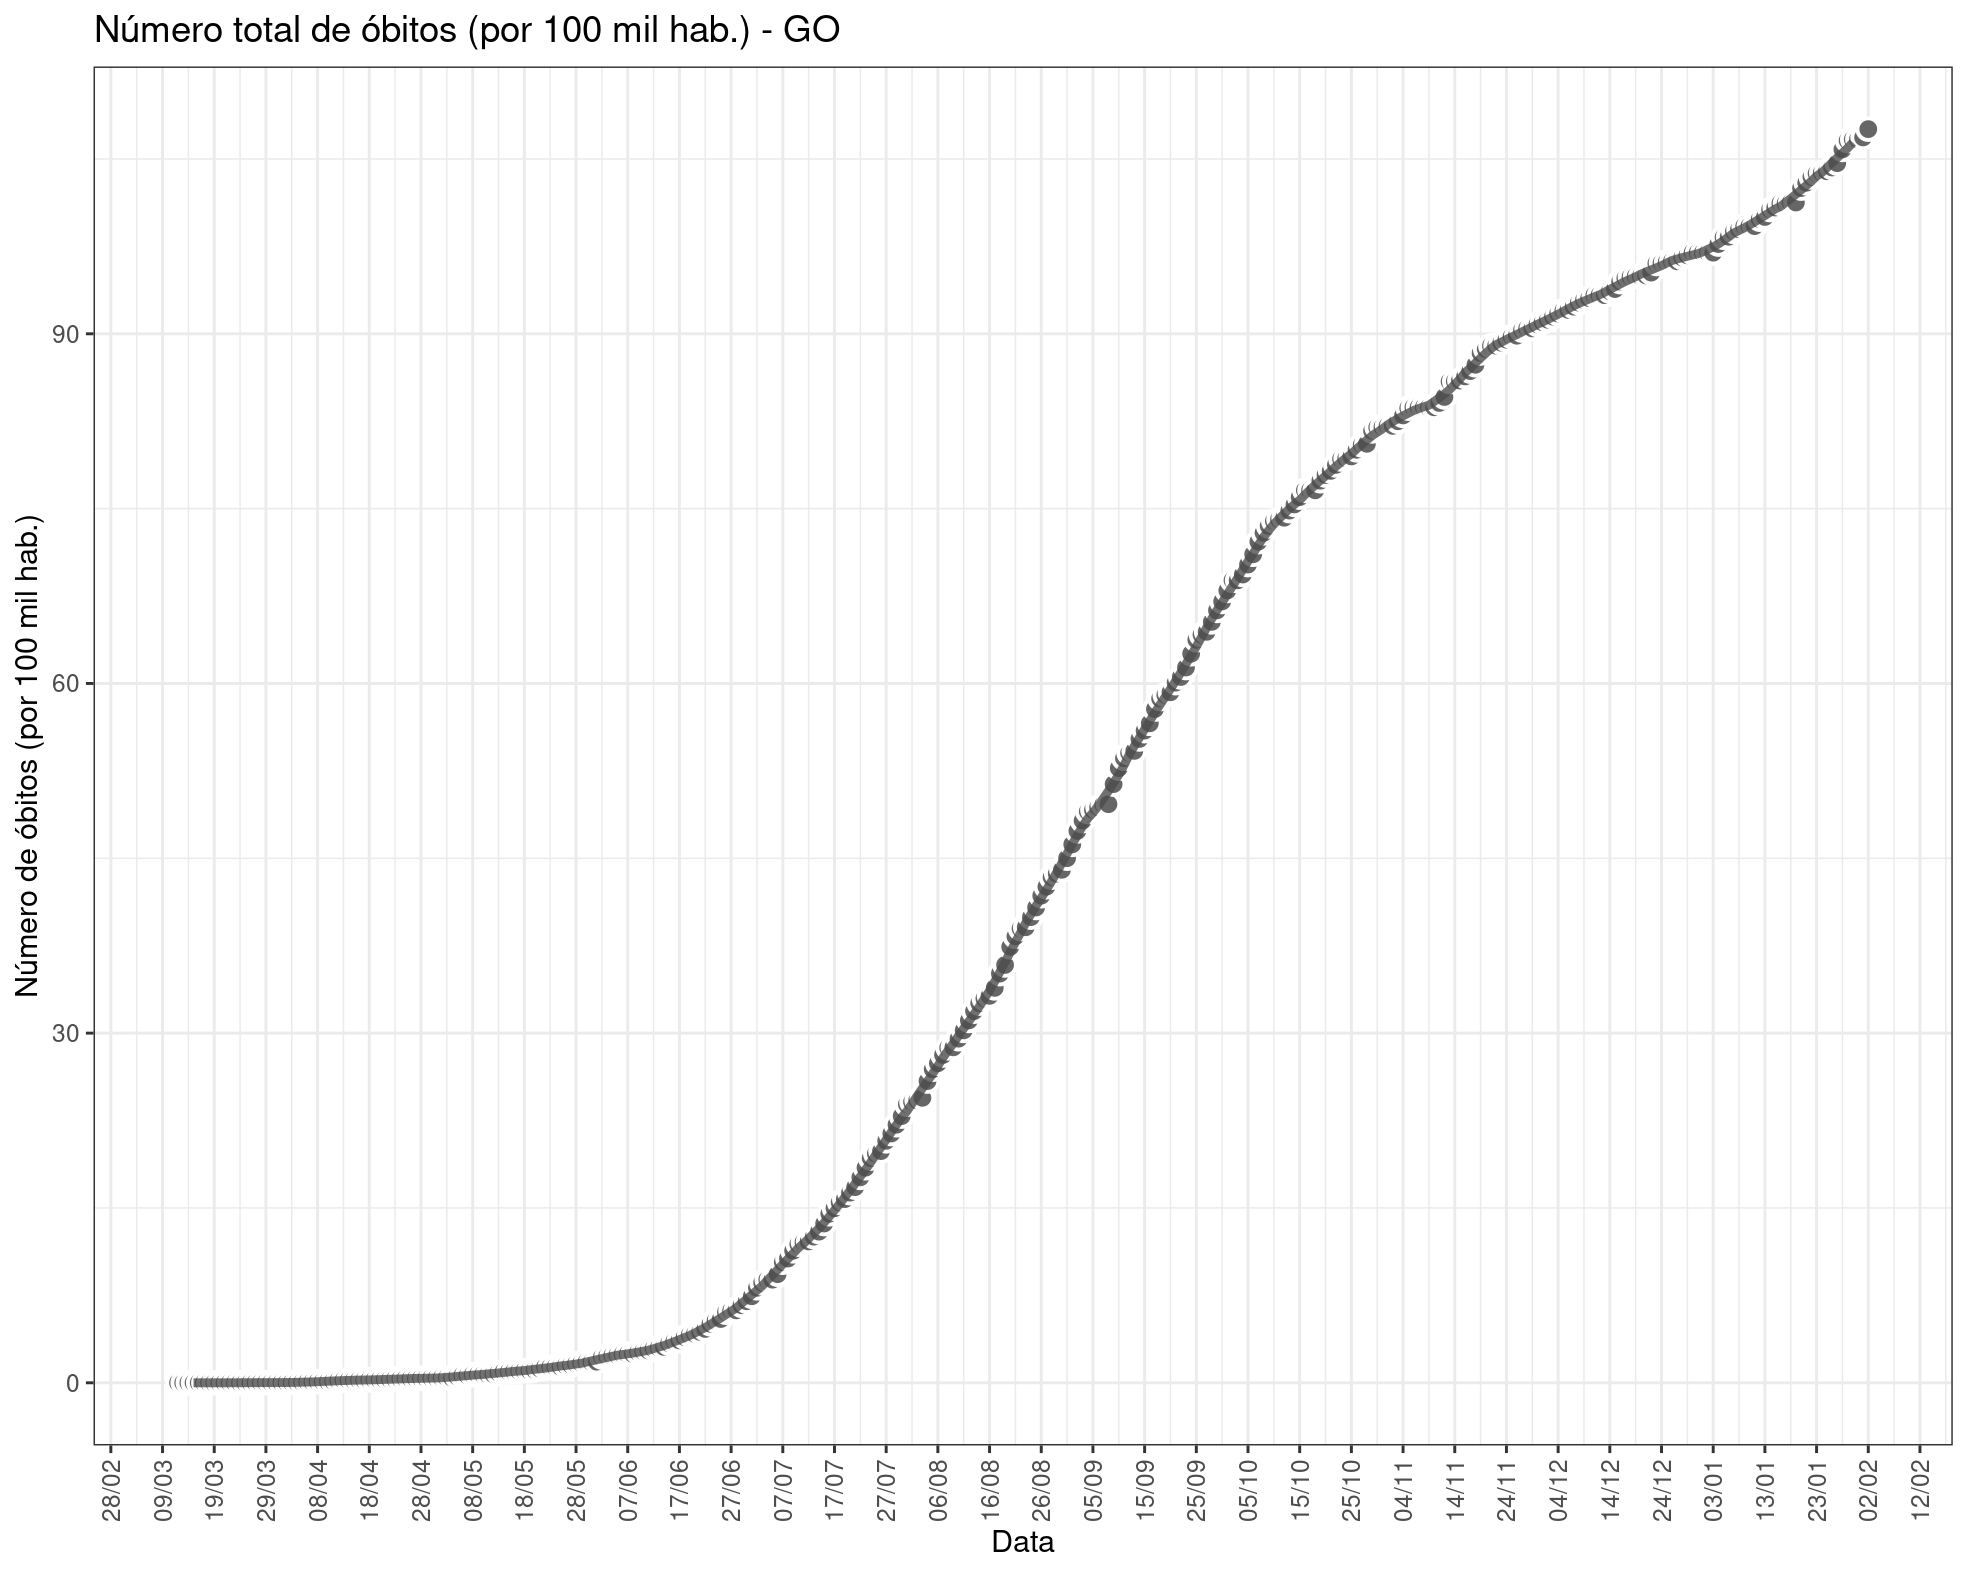 Número total de óbitos (por 100 mil hab.) - GO
Número de óbitos (por 100 mil hab.)
90
60
30
0
28/02 09/03 19/03 29/03 08/04 18/04 28/04 08/05 18/05 28/05 07/06 17/06 27/06 07/07 17/07 27/07 06/08 16/08 26/08 05/09 15/09 25/09 05/10 15/10 25/10 04/11 14/11 24/11 04/12 14/12 24/12 03/01 13/01 23/01 02/02 12/02
Data